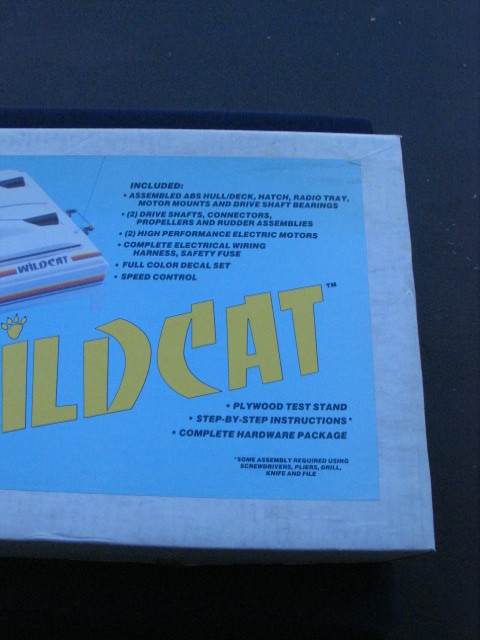 INCLUDED:
• ASSEMBLED ABS HULL/DECK, HATCH, RADIO TRAY,
MOTOR MOUNTS AND DRIVE SHAFT BEARINGS
• (2) DRIVE SHAFTS, CONNECTORS,
PROPELLERS AND RUDDER ASSEMBLIES
• (2) HIGH PERFORMANCE ELECTRIC MOTORS
• COMPLETE ELECTRICAL WIRING
HARNESS, SAFETY FUSE
• FULL COLOR DECAL SET
• SPEED CONTROL
WILDCAT
WILDCAT™
• PLYWOOD TEST STAND
• STEP-BY-STEP INSTRUCTIONS*
• COMPLETE HARDWARE PACKAGE
*SOME ASSEMBLY REQUIRED USING
SCREWDRIVERS, PLIERS, DRILL,
KNIFE AND FILE